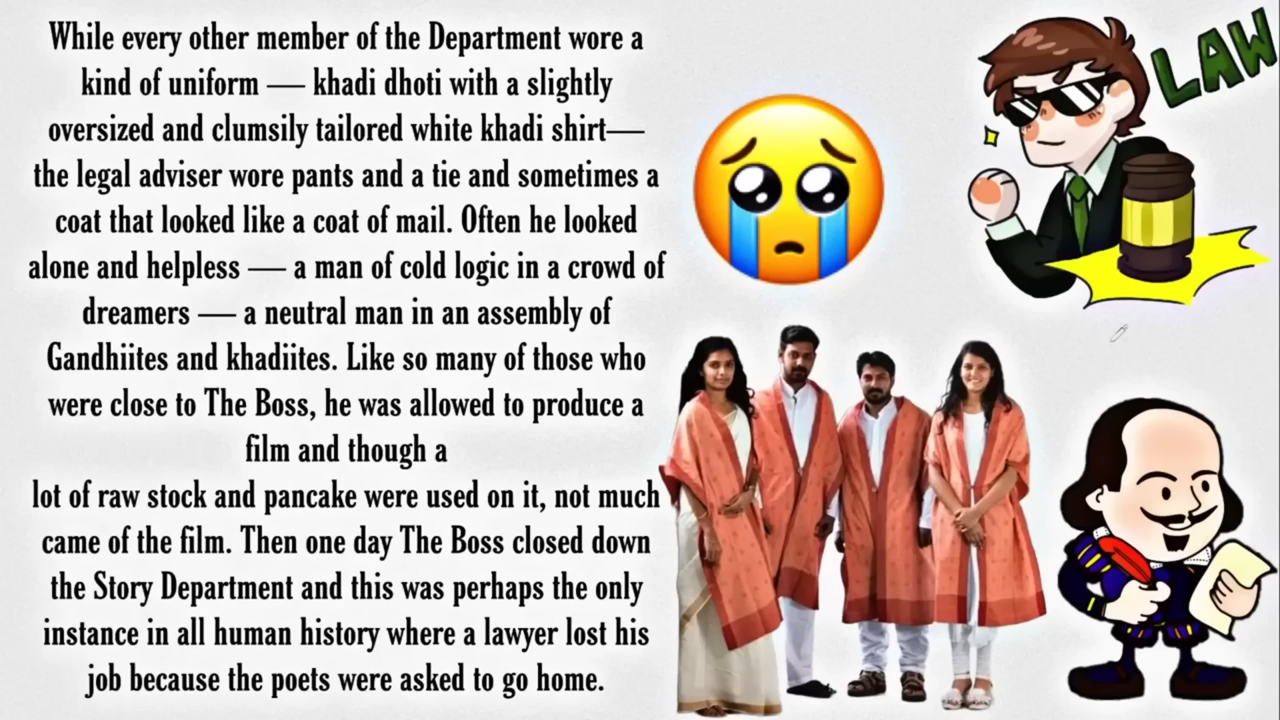 While every other member of the Department wore a
kind of uniform — khadi dhoti with a slightly
oversized and clumsily tailored white khadi shirt—
the legal adviser wore pants and a tie and sometimes a
coat that looked like a coat of mail. Often he looked
alone and helpless — a man of cold logic in a crowd of
dreamers — a neutral man in an assembly of
Gandhiites and khadiites. Like so many of those who
were close to The Boss, he was allowed to produce a
film and though a
lot of raw stock and pancake were used on it, not much
came of the film. Then one day The Boss closed down
the Story Department and this was perhaps the only
instance in all human history where a lawyer lost his
job because the poets were asked to go home.
LAW